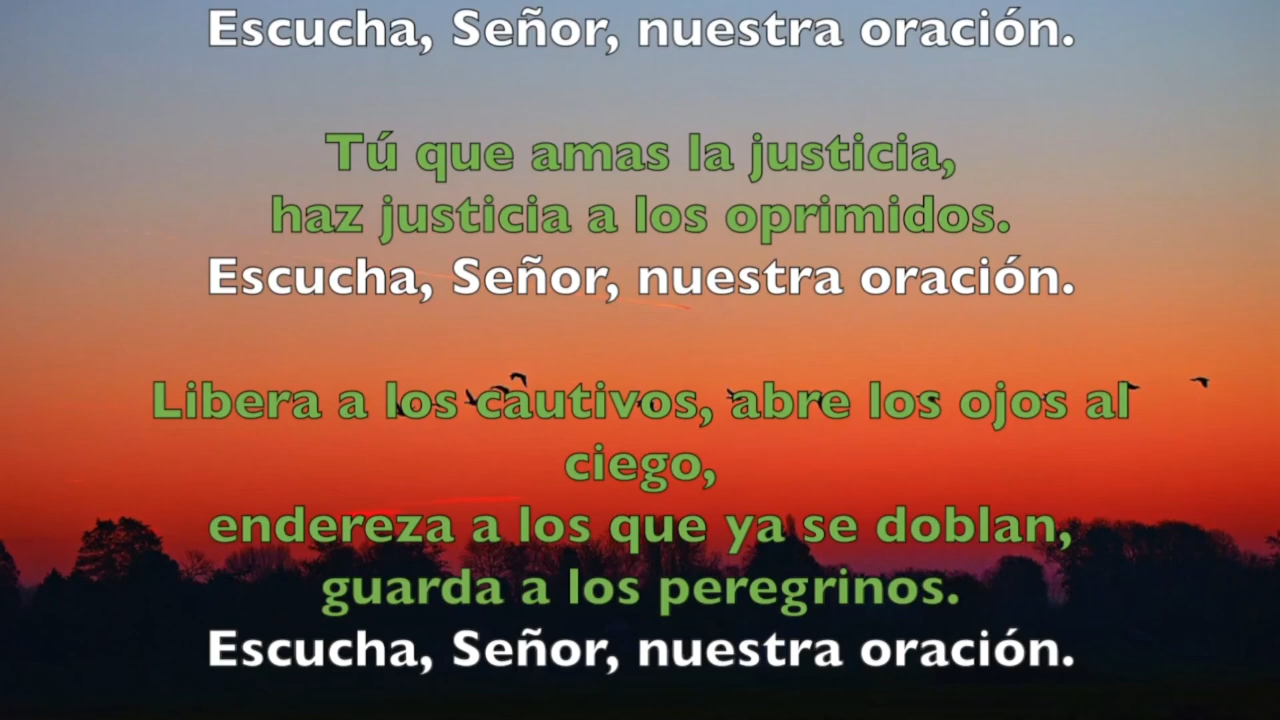 Escucha, Señor, nuestra oración.
Tú que amas la justicia,
haz justicia a los oprimidos.
Escucha, Señor, nuestra oración.
Libera a los cautivos, abre los ojos al
ciego,
endereza a los que ya se doblan,
guarda a los peregrinos.
Escucha, Señor, nuestra oración.